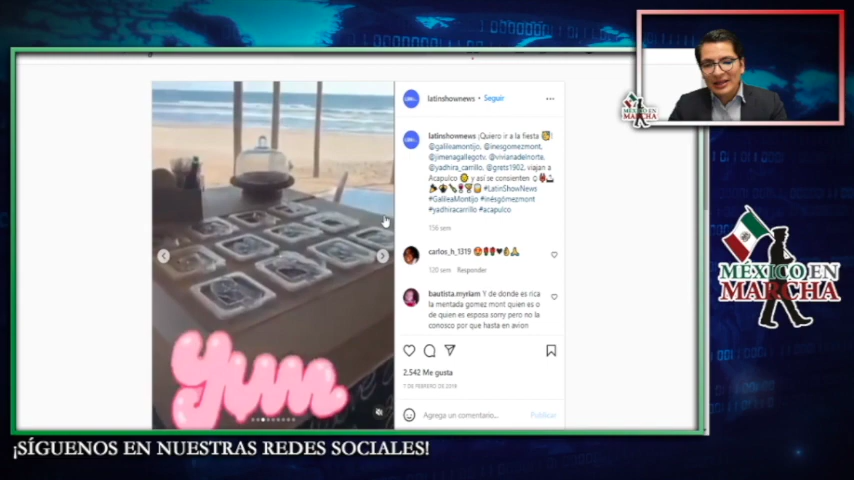 latinshownews • Seguir
latinshownews ¡Quiero ir a la fiesta
@galileamontijo, @inesgomezmont,
@jimenagallegotv, @vivianadelnorte,
@yadhira_carrillo, @grets1902, viajan a
Acapulco y así se consienten
#LatinShowNews
#GalileaMontijo #inésgómezmont
#yadhiracarrillo #acapulco
156 sem
carlos_h_1319
120 sem Responder
bautista.myriam Y de donde es rica
la mentada gomez mont quien es o
de quien es esposa sorry pero no la
conosco por que hasta en avion
2,542 Me gusta
7 DE FEBRERO DE 2019
Agrega un comentario... Publicar
Yum
MÉXICO EN
MARCHA
MÉXICO EN
MARCHA
¡SÍGUENOS EN NUESTRAS REDES SOCIALES!